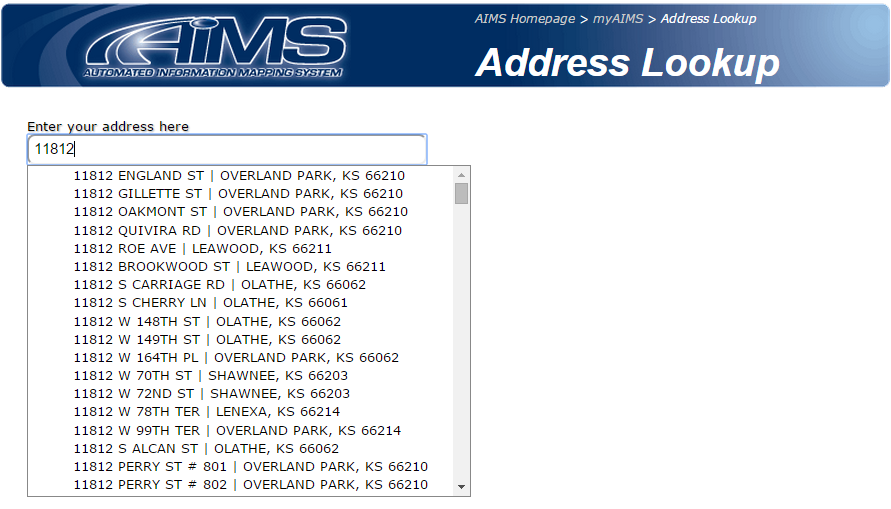 AIMS
AUTOMATED INFORMATION MAPPING SYSTEM
AIMS Homepage > myAIMS > Address Lookup
Address Lookup
Enter your address here
11812
11812 ENGLAND ST | OVERLAND PARK, KS 66210
11812 GILLETTE ST | OVERLAND PARK, KS 66210
11812 OAKMONT ST | OVERLAND PARK, KS 66210
11812 QUIVIRA RD | OVERLAND PARK, KS 66210
11812 ROE AVE | LEAWOOD, KS 66211
11812 BROOKWOOD ST | LEAWOOD, KS 66211
11812 S CARRIAGE RD | OLATHE, KS 66062
11812 S CHERRY LN | OLATHE, KS 66061
11812 W 148TH ST | OLATHE, KS 66062
11812 W 149TH ST | OLATHE, KS 66062
11812 W 164TH PL | OVERLAND PARK, KS 66062
11812 W 70TH ST | SHAWNEE, KS 66203
11812 W 72ND ST | SHAWNEE, KS 66203
11812 W 78TH TER | LENEXA, KS 66214
11812 W 99TH TER | OVERLAND PARK, KS 66214
11812 S ALCAN ST | OLATHE, KS 66062
11812 PERRY ST # 801 | OVERLAND PARK, KS 66210
11812 PERRY ST # 802 | OVERLAND PARK, KS 66210